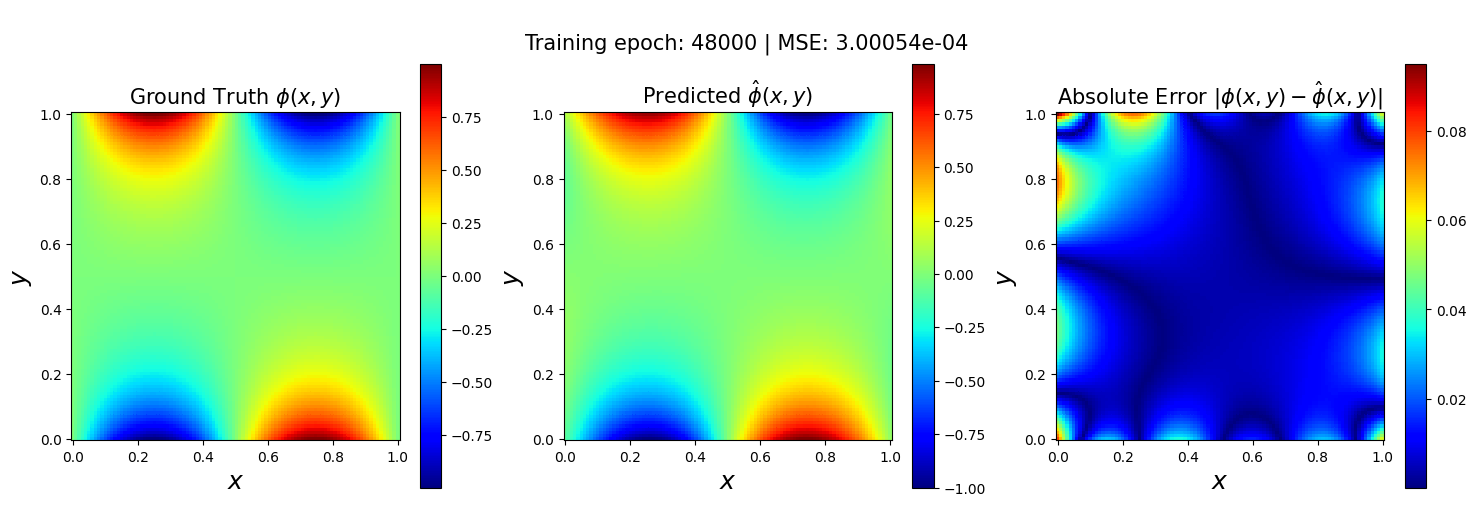 Training epoch: 48000 | MSE: 3.00054e-04
Ground Truth ϕ(x, y)
1.0
0.8
0.6
0.4
0.2
0.0
y
0.0 0.2 0.4 0.6 0.8 1.0
x
0.75
0.50
0.25
0.00
−0.25
−0.50
−0.75
Predicted ϕ̂(x, y)
1.0
0.8
0.6
0.4
0.2
0.0
y
0.0 0.2 0.4 0.6 0.8 1.0
x
0.75
0.50
0.25
0.00
−0.25
−0.50
−0.75
−1.00
Absolute Error |ϕ(x, y) − ϕ̂(x, y)|
1.0
0.8
0.6
0.4
0.2
0.0
y
0.0 0.2 0.4 0.6 0.8 1.0
x
0.08
0.06
0.04
0.02